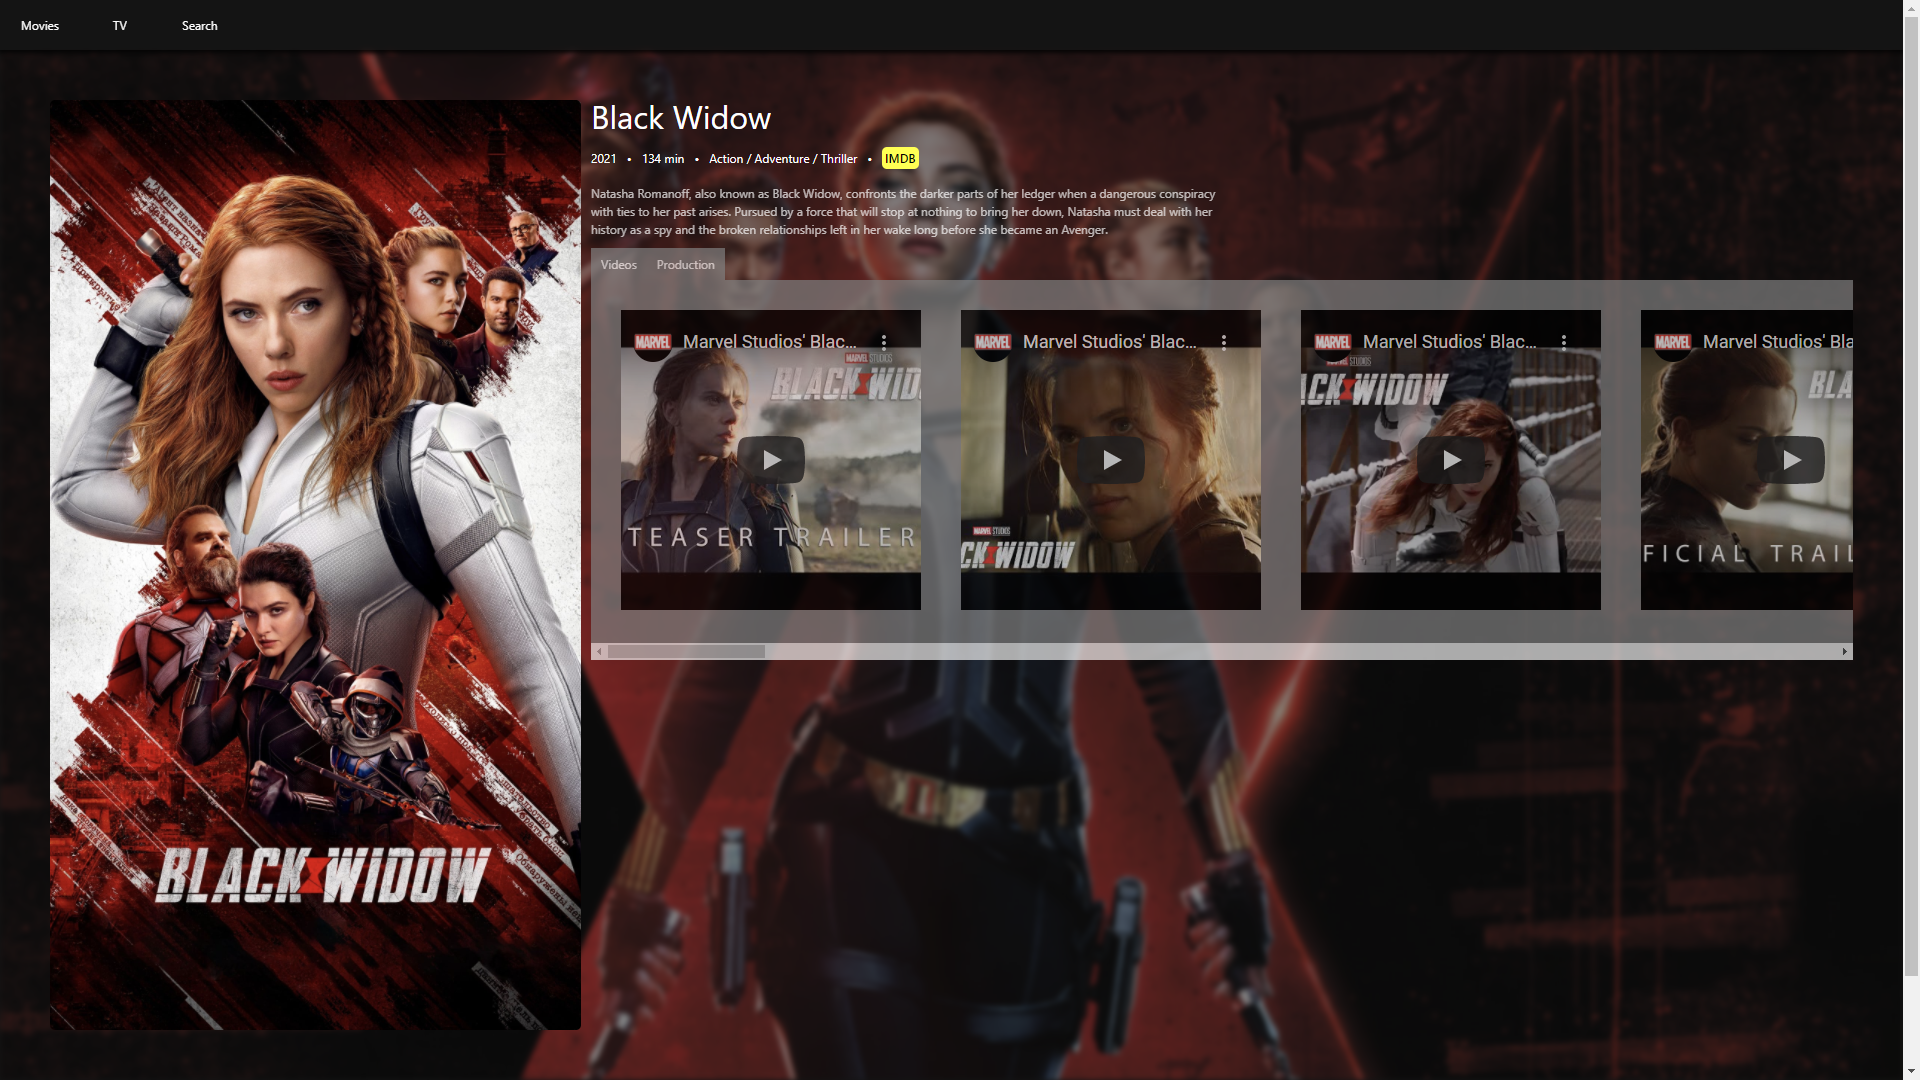 Movies
TV
Search
Black Widow
2021 • 134 min • Action / Adventure / Thriller • IMDB
Natasha Romanoff, also known as Black Widow, confronts the darker parts of her ledger when a dangerous conspiracy
with ties to her past arises. Pursued by a force that will stop at nothing to bring her down, Natasha must deal with her
history as a spy and the broken relationships left in her wake long before she became an Avenger.
Videos
Production
MARVEL
Marvel Studios' Blac...
MARVEL STUDIOS
BLACK WID
TEASER TRAILER
MARVEL
Marvel Studios' Blac...
MARVEL STUDIOS
CK WIDOW
MARVEL
Marvel Studios' Blac...
STUDIOS
LACK WIDOW
MARVEL
Marvel Studios' Bla
BLA
FICIAL TRAIL
BLACK WIDOW